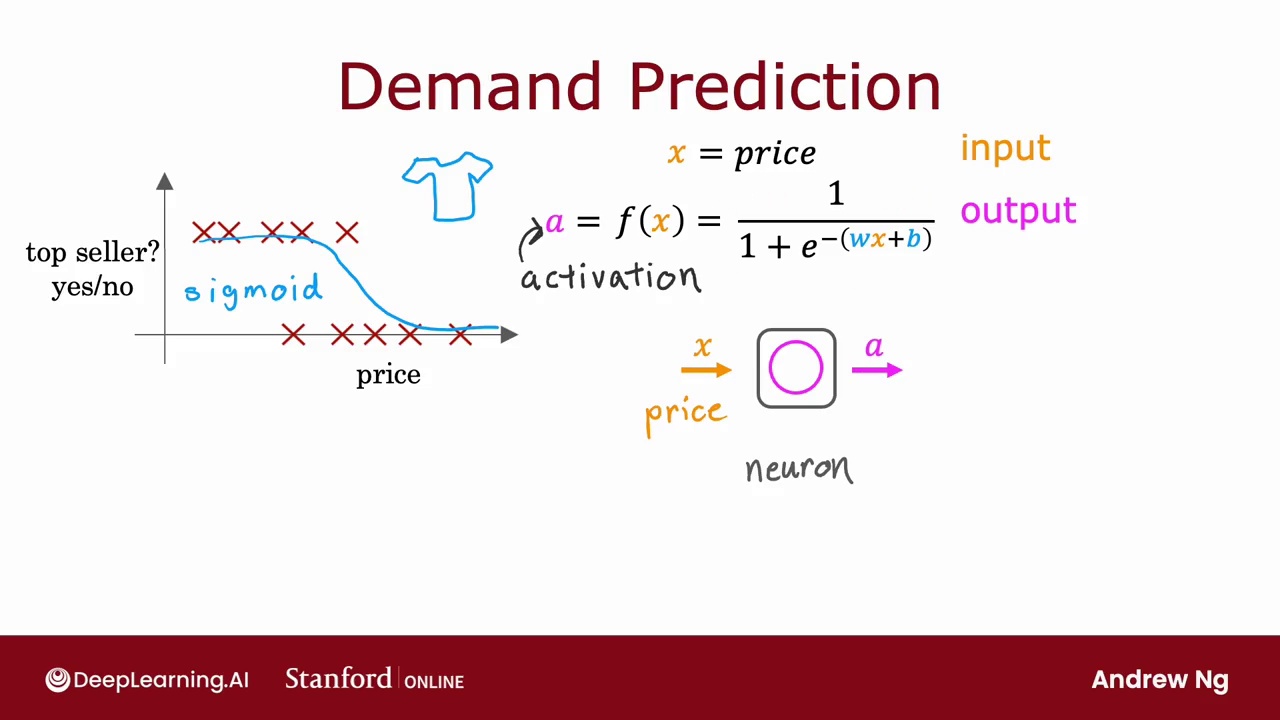 Demand Prediction
x = price
input
a = f(x) = 1 / (1 + e^{-(wx+b)})
output
activation
top seller?
yes/no
sigmoid
price
x
a
price
neuron
DeepLearning.AI
Stanford | ONLINE
Andrew Ng